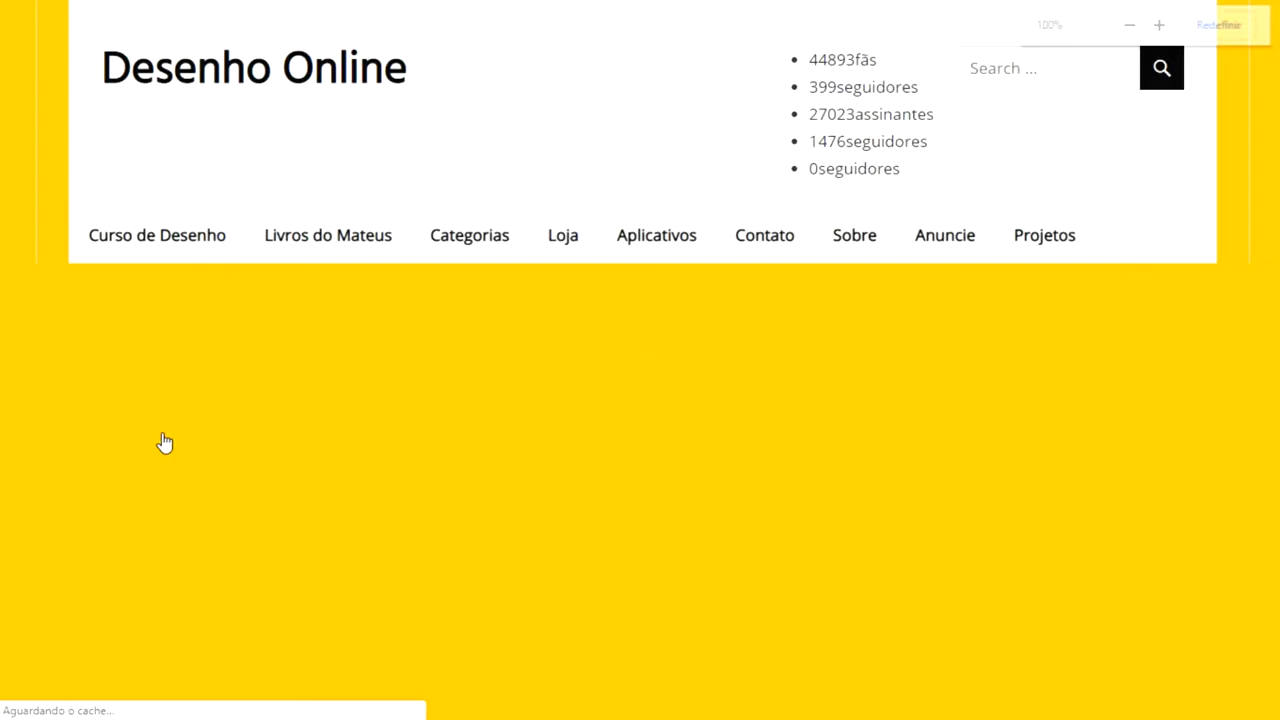 100%
Redefinir
Desenho Online
44893fãs
399seguidores
27023assinantes
1476seguidores
0seguidores
Search ...
Curso de Desenho
Livros do Mateus
Categorias
Loja
Aplicativos
Contato
Sobre
Anuncie
Projetos
Aguardando o cache...